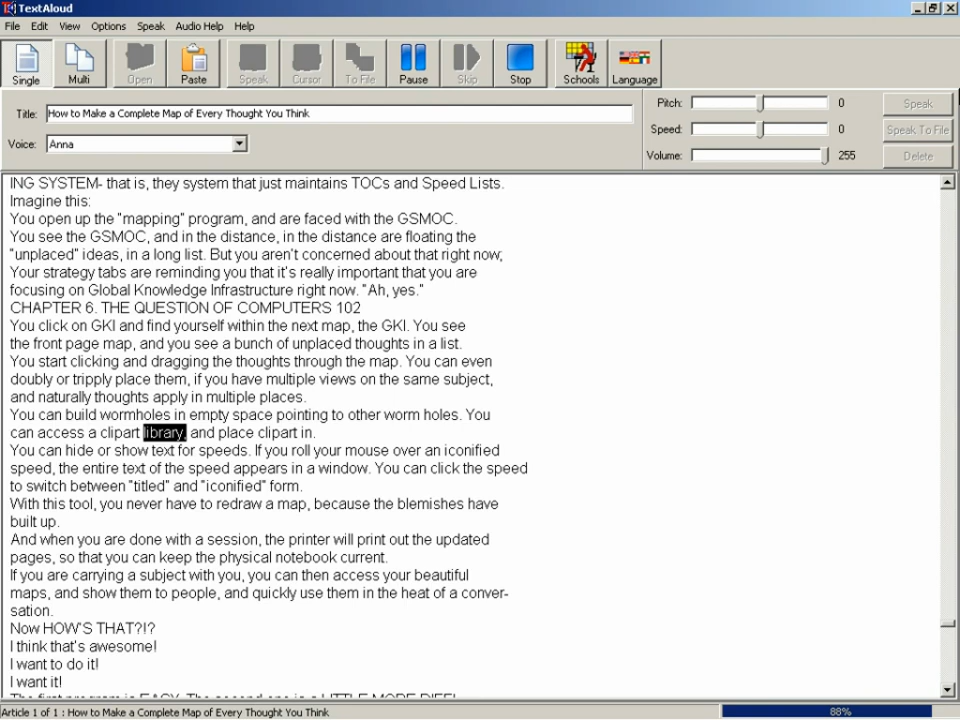 TextAloud
File Edit View Options Speak Audio Help Help
Single Multi Open Paste Speak Cursor To File Pause Skip Stop Schools Language
Title: How to Make a Complete Map of Every Thought You Think
Voice: Anna
Pitch: 0 Speak
Speed: 0 Speak To File
Volume: 255 Delete
ING SYSTEM- that is, they system that just maintains TOCs and Speed Lists.
Imagine this:
You open up the "mapping" program, and are faced with the GSMOC.
You see the GSMOC, and in the distance, in the distance are floating the
"unplaced" ideas, in a long list. But you aren't concerned about that right now;
Your strategy tabs are reminding you that it's really important that you are
focusing on Global Knowledge Infrastructure right now. "Ah, yes."
CHAPTER 6. THE QUESTION OF COMPUTERS 102
You click on GKI and find yourself within the next map, the GKI. You see
the front page map, and you see a bunch of unplaced thoughts in a list.
You start clicking and dragging the thoughts through the map. You can even
doubly or tripply place them, if you have multiple views on the same subject,
and naturally thoughts apply in multiple places.
You can build wormholes in empty space pointing to other worm holes. You
can access a clipart library, and place clipart in.
You can hide or show text for speeds. If you roll your mouse over an iconified
speed, the entire text of the speed appears in a window. You can click the speed
to switch between "titled" and "iconified" form.
With this tool, you never have to redraw a map, because the blemishes have
built up.
And when you are done with a session, the printer will print out the updated
pages, so that you can keep the physical notebook current.
If you are carrying a subject with you, you can then access your beautiful
maps, and show them to people, and quickly use them in the heat of a conver-
sation.
Now HOW'S THAT?!?
I think that's awesome!
I want to do it!
I want it!
The first program is EASY. The second one is a LITTLE MORE DIFFI
Article 1 of 1 : How to Make a Complete Map of Every Thought You Think 88%